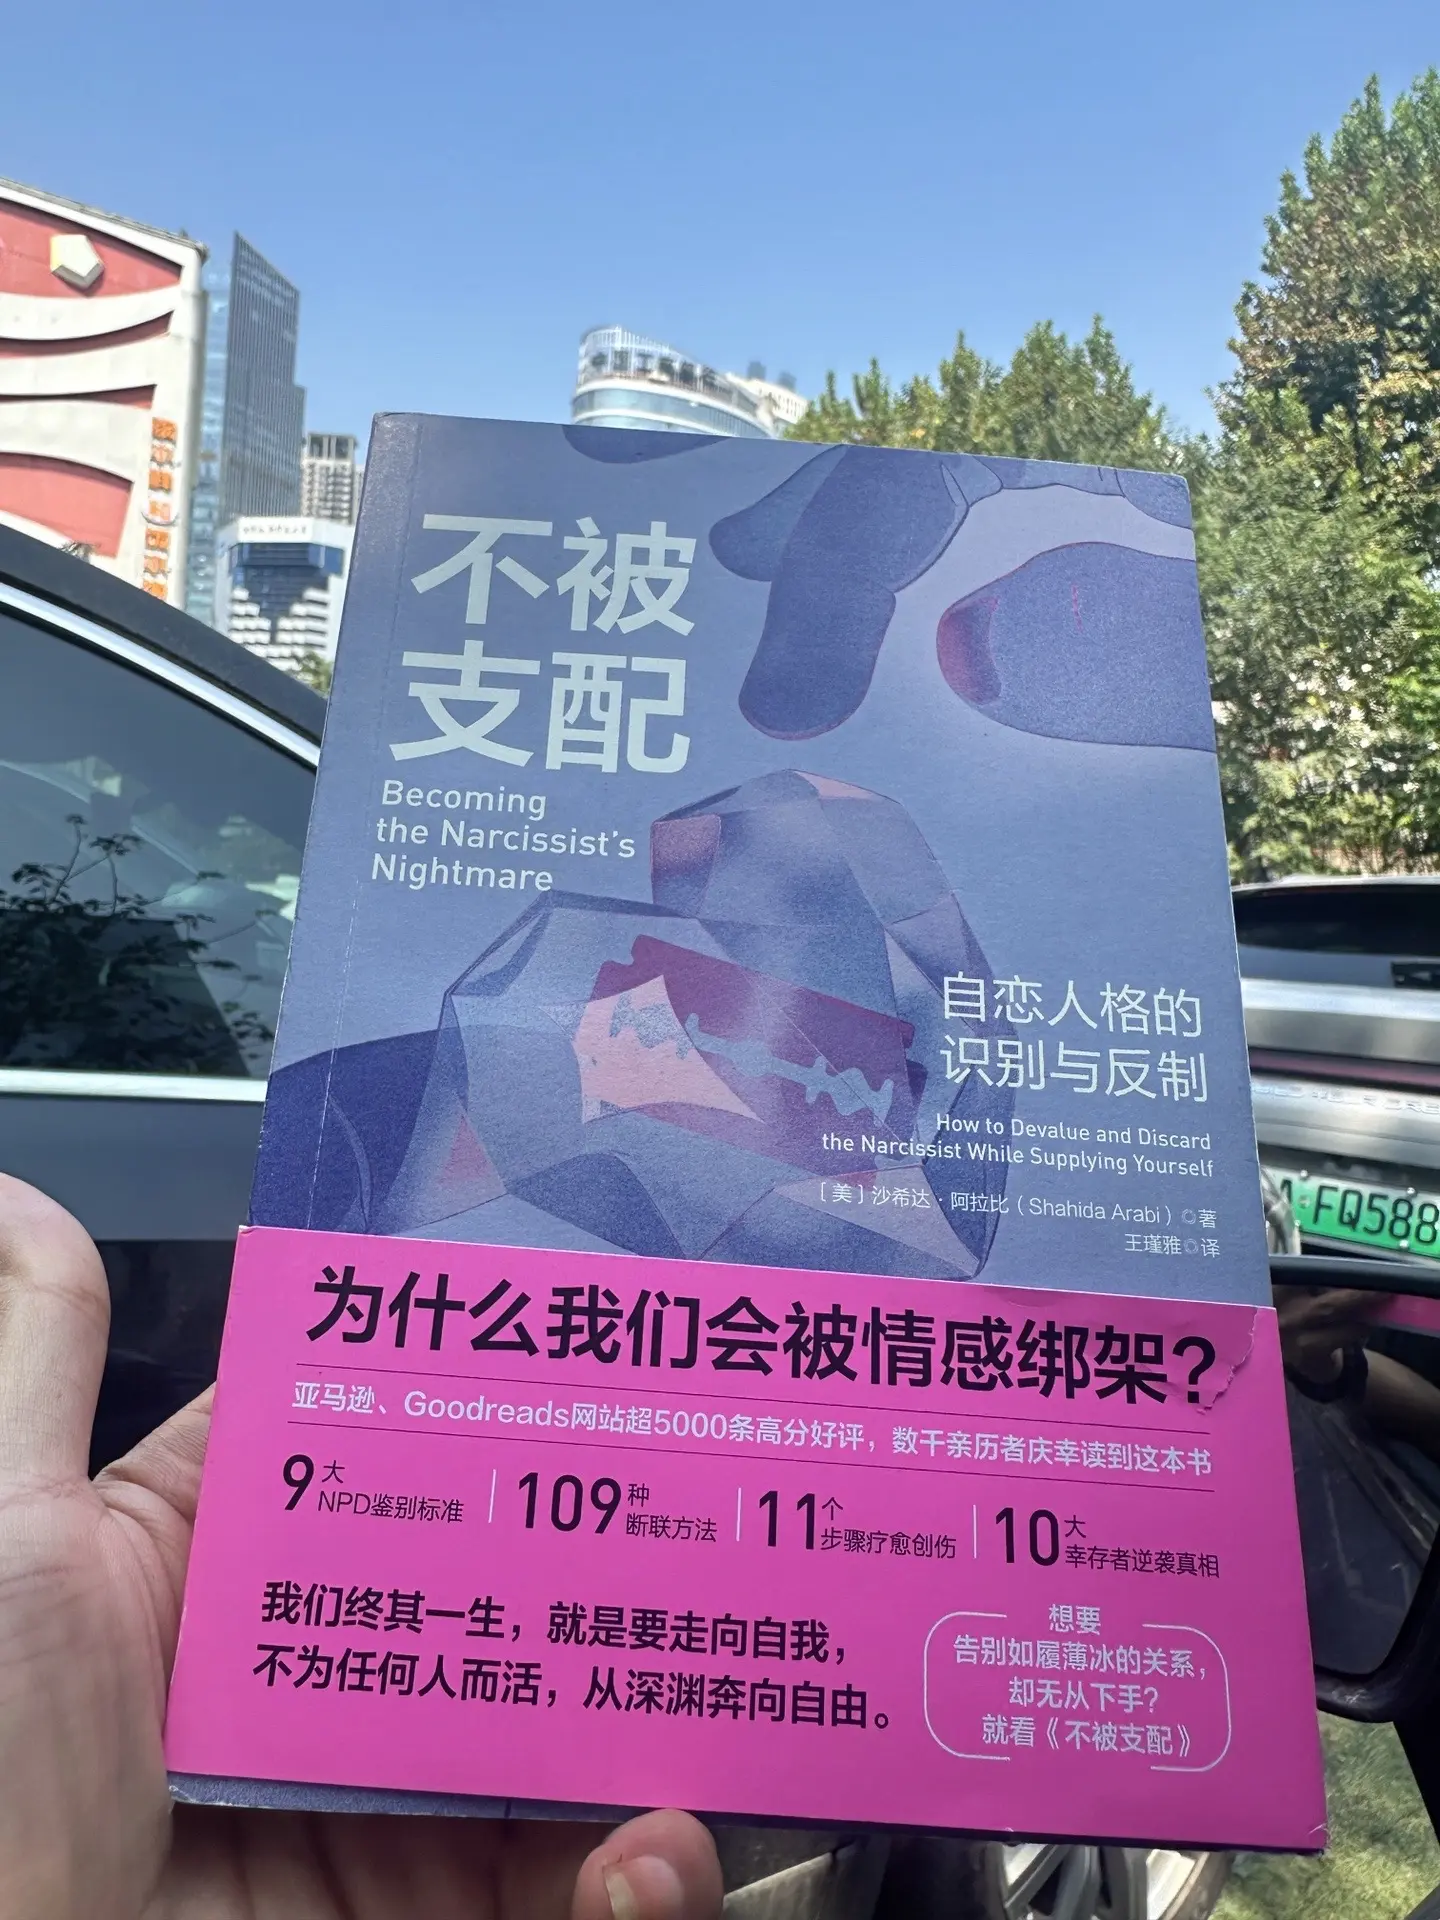 不被
支配
Becoming
the Narcissist's
Nightmare
自恋人格的
识别与反制
How to Devalue and Discard
the Narcissist While Supplying Yourself
［美］沙希达·阿拉比（Shahida Arabi）◎著
王瑾雅◎译
为什么我们会被情感绑架?
亚马逊、Goodreads网站超5000条高分好评，数千亲历者庆幸读到这本书
9大NPD鉴别标准
109种断联方法
11个步骤疗愈创伤
10大幸存者逆袭真相
我们终其一生，就是要走向自我，
不为任何人而活，从深渊奔向自由。
想要
告别如履薄冰的关系，
却无从下手?
就看《不被支配》
中国工商银行
A·FQ588